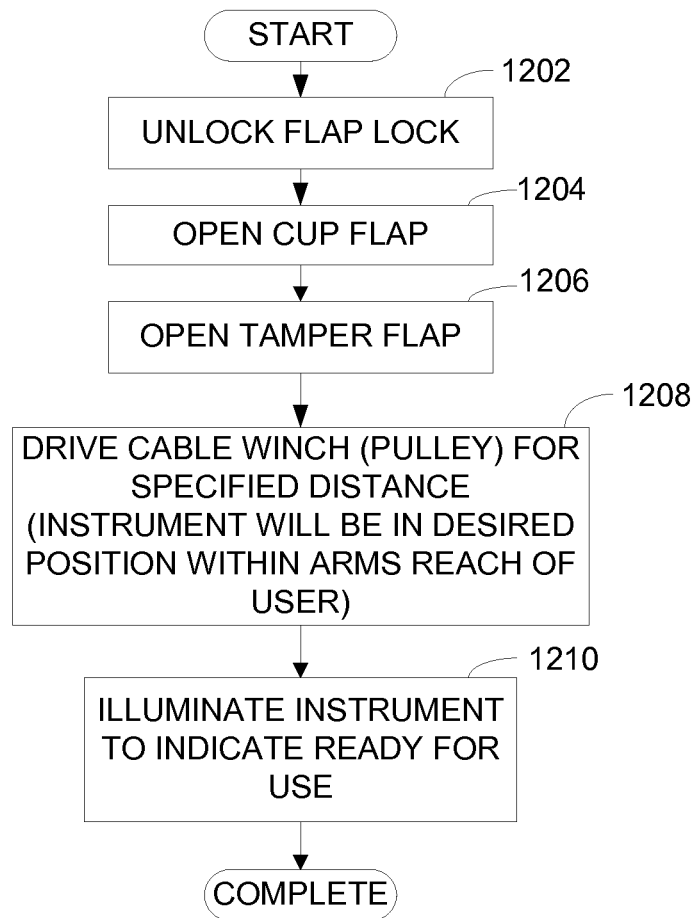 START
1202
UNLOCK FLAP LOCK
1204
OPEN CUP FLAP
1206
OPEN TAMPER FLAP
1208
DRIVE CABLE WINCH (PULLEY) FOR
SPECIFIED DISTANCE
(INSTRUMENT WILL BE IN DESIRED
POSITION WITHIN ARMS REACH OF
USER)
1210
ILLUMINATE INSTRUMENT
TO INDICATE READY FOR
USE
COMPLETE